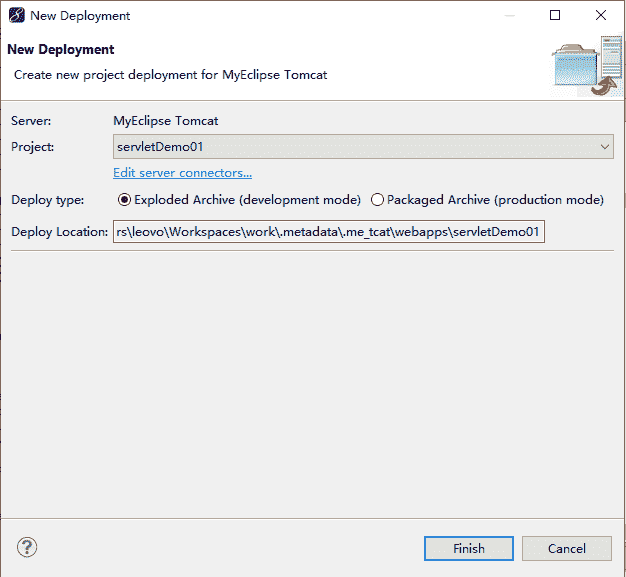 New Deployment
New Deployment
Create new project deployment for MyEclipse Tomcat
Server: MyEclipse Tomcat
Project: servletDemo01
Edit server connectors...
Deploy type: Exploded Archive (development mode) Packaged Archive (production mode)
Deploy Location: rs\leovo\Workspaces\work\.metadata\.me_tcat\webapps\servletDemo01
?
Finish Cancel